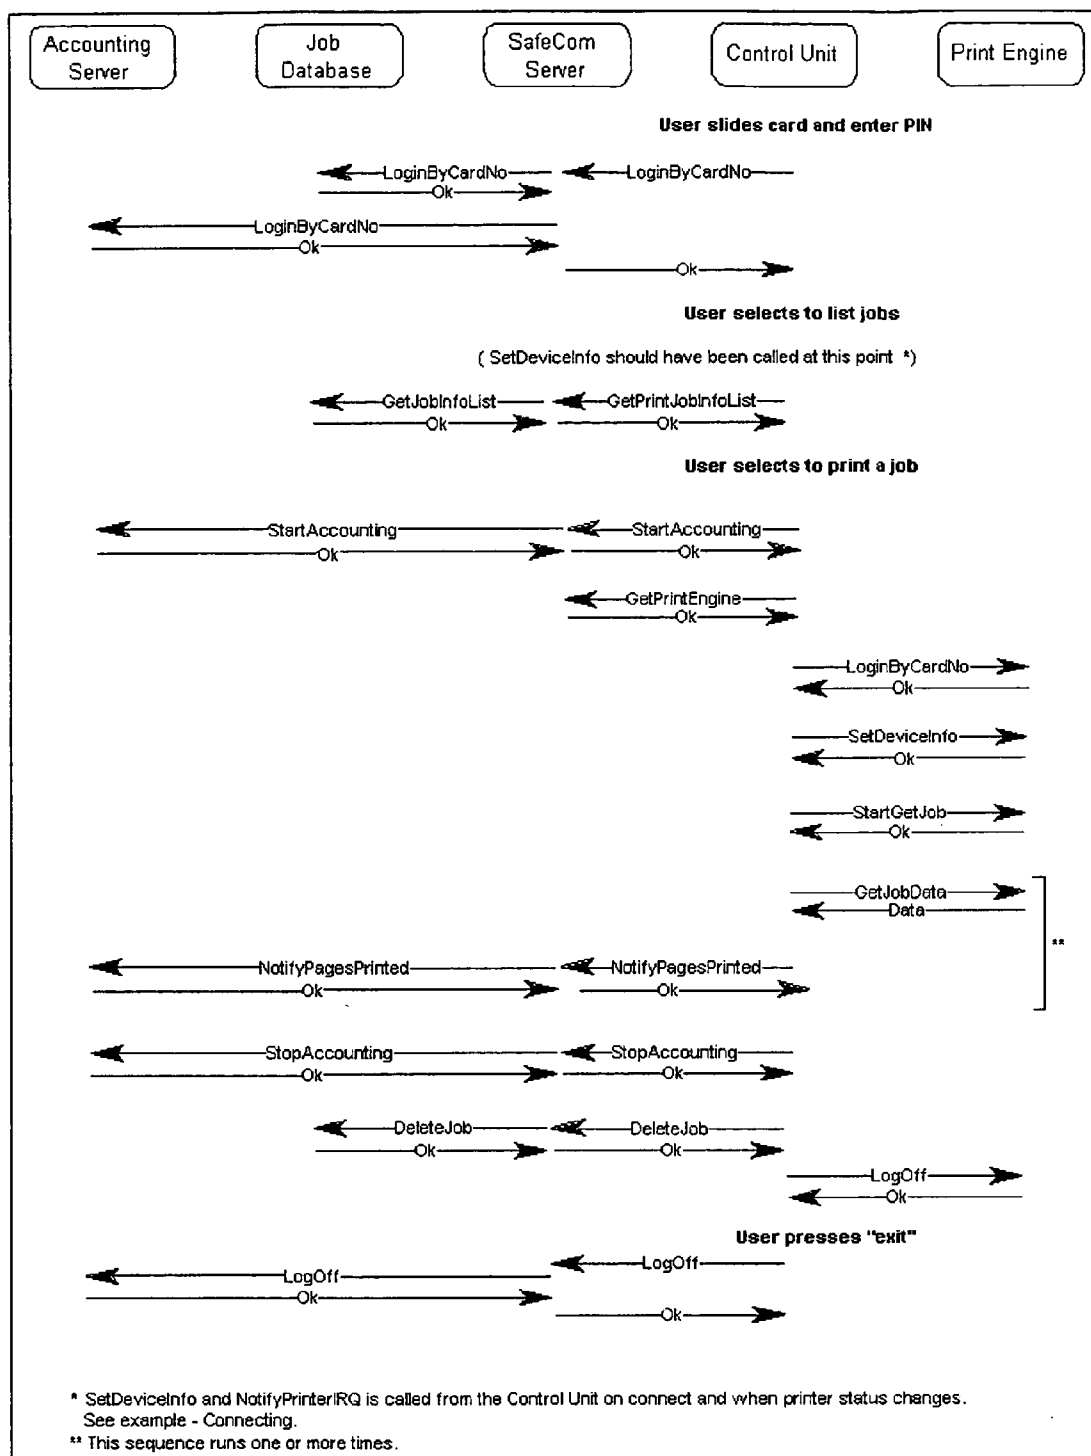 Accounting
Server
Job
Database
SafeCom
Server
Control Unit
Print Engine
User slides card and enter PIN
LoginByCardNo
LoginByCardNo
Ok
LoginByCardNo
Ok
Ok
User selects to list jobs
( SetDeviceInfo should have been called at this point *)
GetJobInfoList
GetPrintJobInfoList
Ok
Ok
User selects to print a job
StartAccounting
StartAccounting
Ok
Ok
GetPrintEngine
Ok
LoginByCardNo
Ok
SetDeviceInfo
Ok
StartGetJob
Ok
GetJobData
Data
**
NotifyPagesPrinted
NotifyPagesPrinted
Ok
Ok
StopAccounting
StopAccounting
Ok
Ok
DeleteJob
DeleteJob
Ok
Ok
LogOff
Ok
User presses "exit"
LogOff
LogOff
Ok
Ok
* SetDeviceInfo and NotifyPrinterIRQ is called from the Control Unit on connect and when printer status changes.
See example - Connecting.
** This sequence runs one or more times.